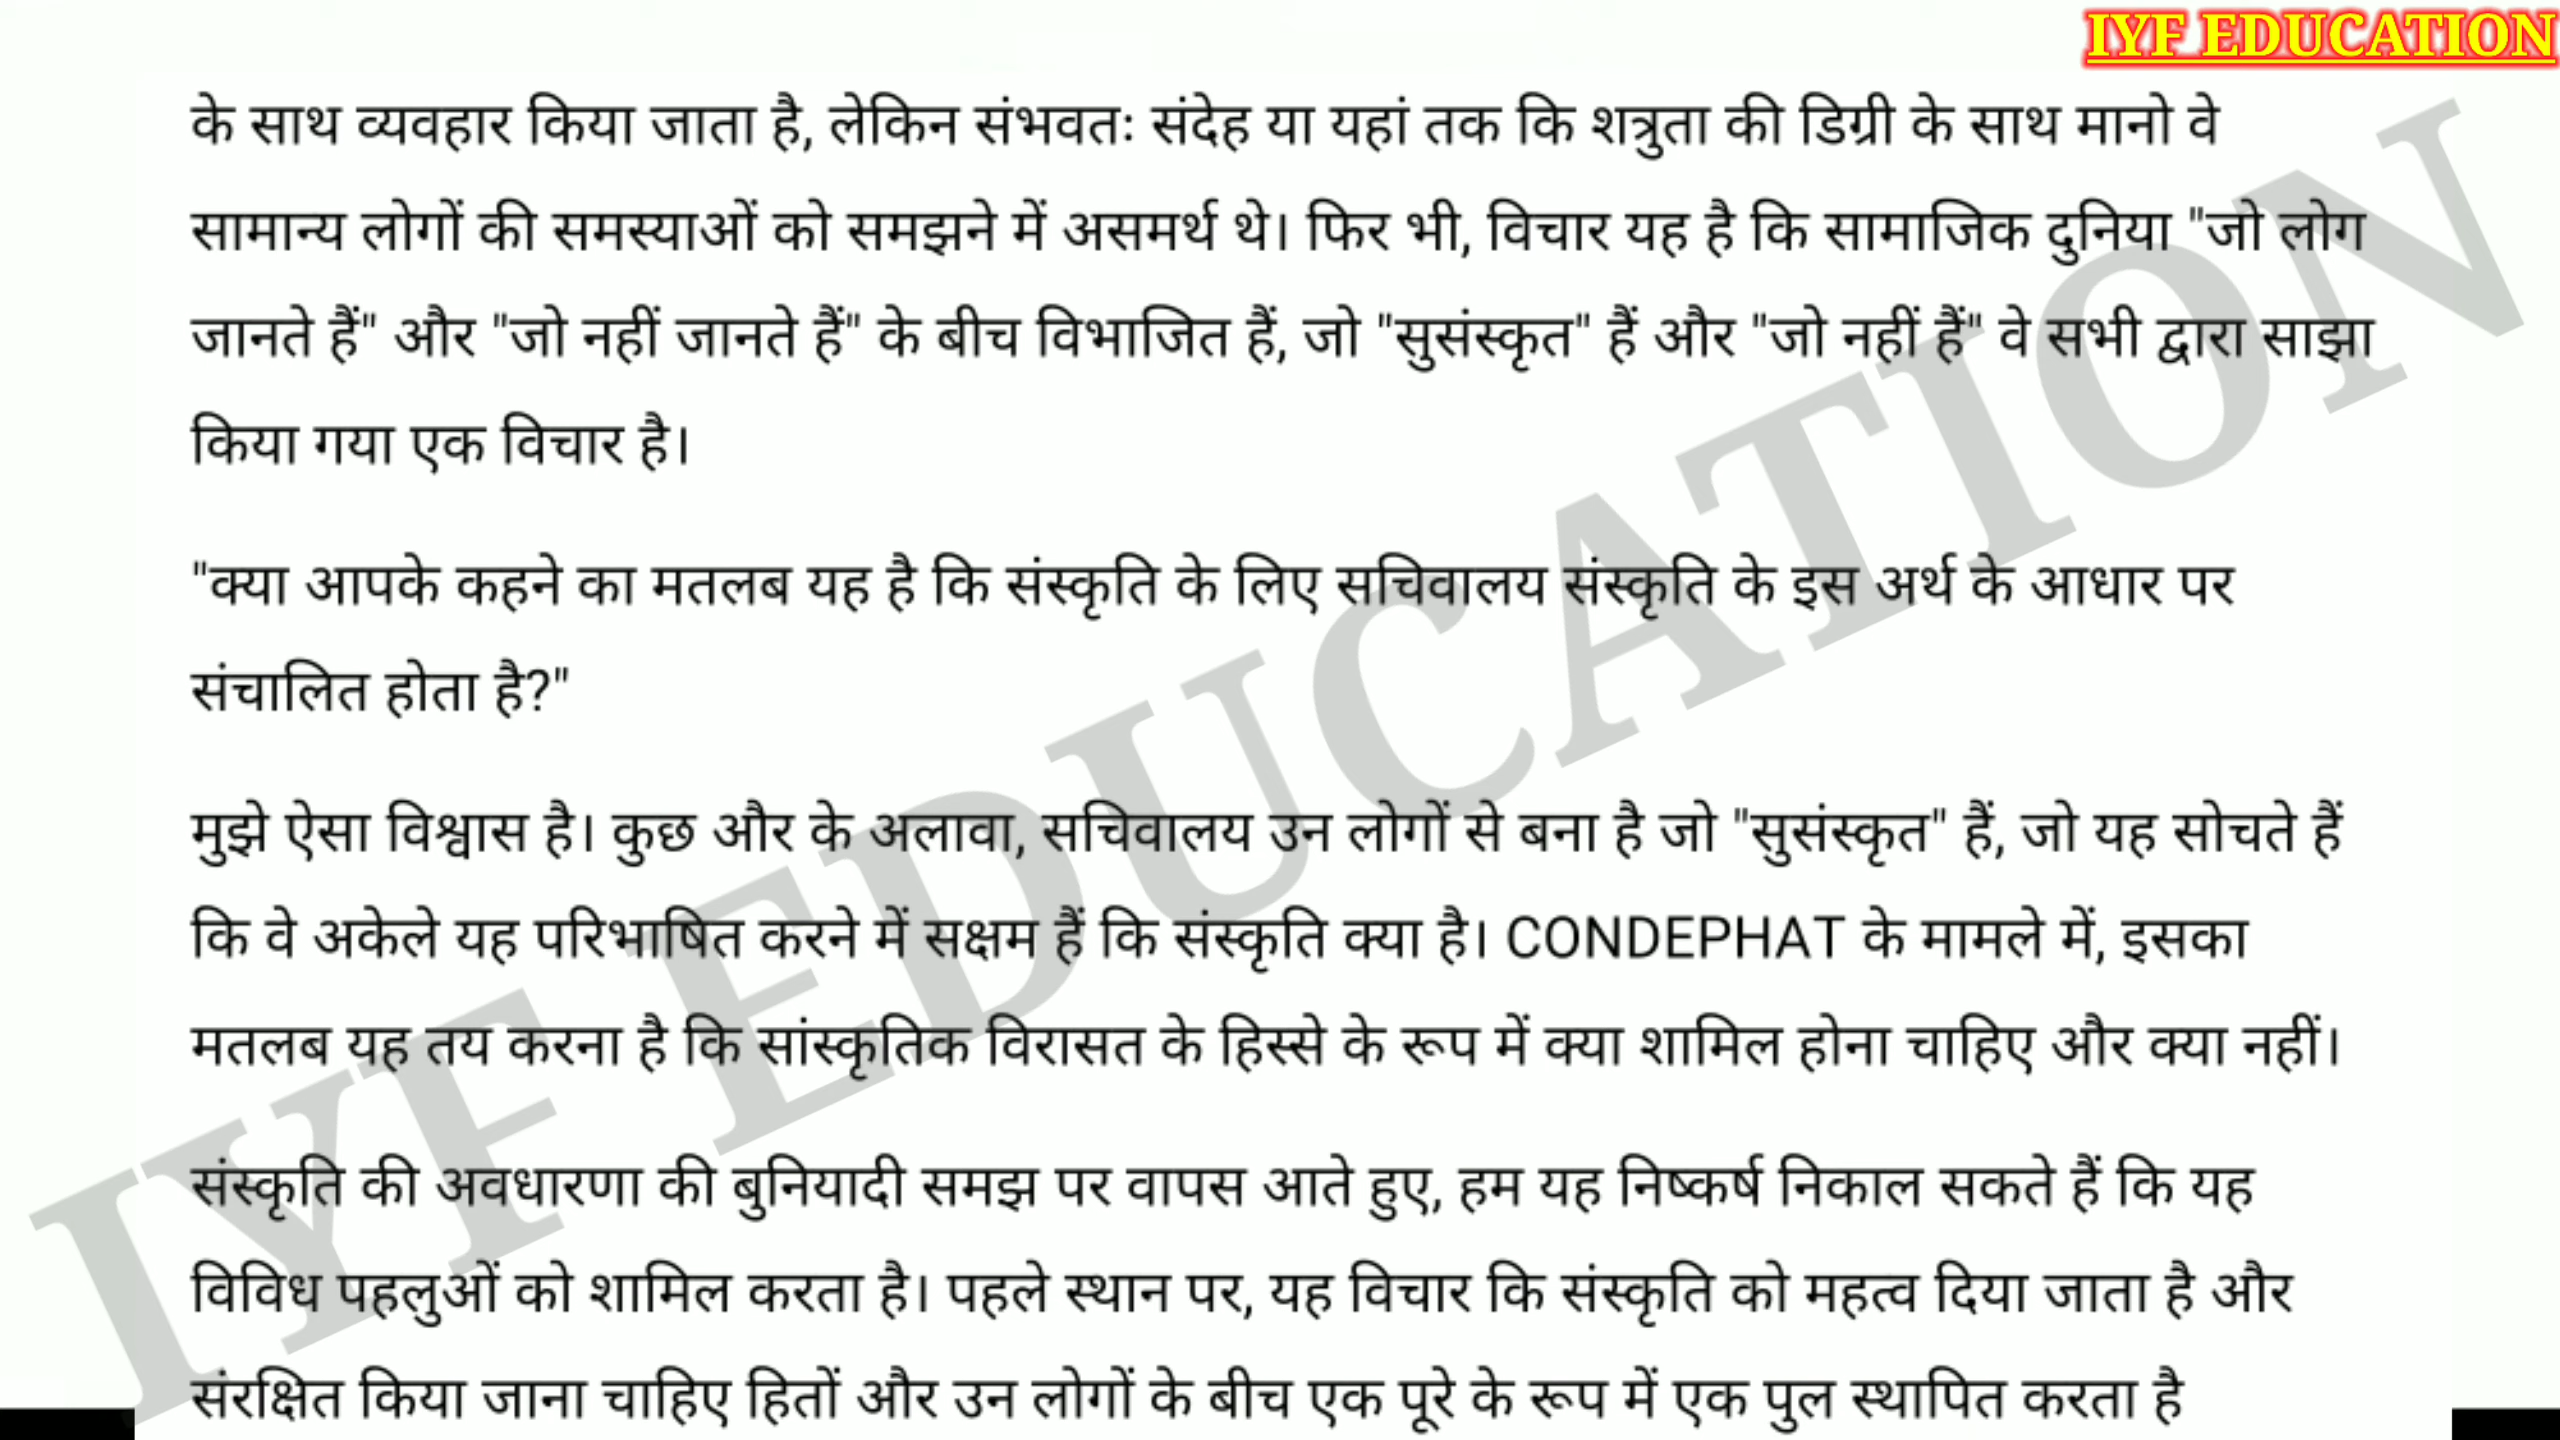 IYF EDUCATION
के साथ व्यवहार किया जाता है, लेकिन संभवतः संदेह या यहां तक कि शत्रुता की डिग्री के साथ मानो वे
सामान्य लोगों की समस्याओं को समझने में असमर्थ थे। फिर भी, विचार यह है कि सामाजिक दुनिया "जो लोग
जानते हैं" और "जो नहीं जानते हैं" के बीच विभाजित हैं, जो "सुसंस्कृत" हैं और "जो नहीं हैं" वे सभी द्वारा साझा
किया गया एक विचार है।
"क्या आपके कहने का मतलब यह है कि संस्कृति के लिए सचिवालय संस्कृति के इस अर्थ के आधार पर
संचालित होता है?"
मुझे ऐसा विश्वास है। कुछ और के अलावा, सचिवालय उन लोगों से बना है जो "सुसंस्कृत" हैं, जो यह सोचते हैं
कि वे अकेले यह परिभाषित करने में सक्षम हैं कि संस्कृति क्या है। CONDEPHAT के मामले में, इसका
मतलब यह तय करना है कि सांस्कृतिक विरासत के हिस्से के रूप में क्या शामिल होना चाहिए और क्या नहीं।
संस्कृति की अवधारणा की बुनियादी समझ पर वापस आते हुए, हम यह निष्कर्ष निकाल सकते हैं कि यह
विविध पहलुओं को शामिल करता है। पहले स्थान पर, यह विचार कि संस्कृति को महत्व दिया जाता है और
संरक्षित किया जाना चाहिए हितों और उन लोगों के बीच एक पूरे के रूप में एक पुल स्थापित करता है
IYF EDUCATION